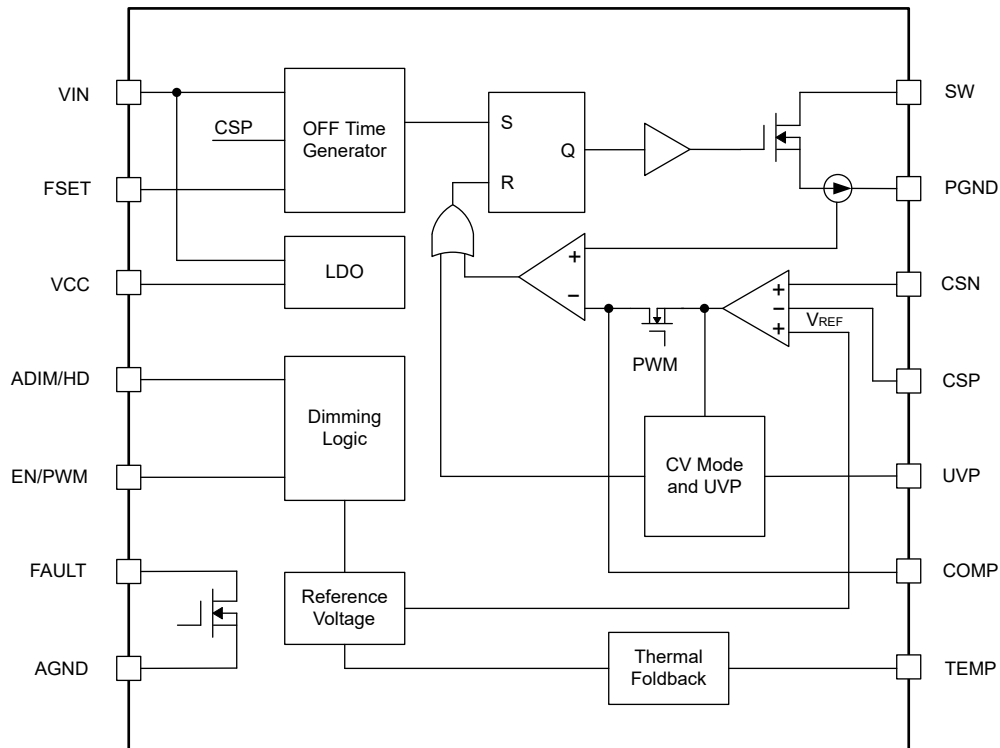 VIN
FSET
VCC
ADIM/HD
EN/PWM
FAULT
AGND
CSP
OFF Time
Generator
LDO
Dimming
Logic
Reference
Voltage
S
R
Q
+
−
PWM
+
−
+
VREF
CV Mode
and UVP
Thermal
Foldback
SW
PGND
CSN
CSP
UVP
COMP
TEMP